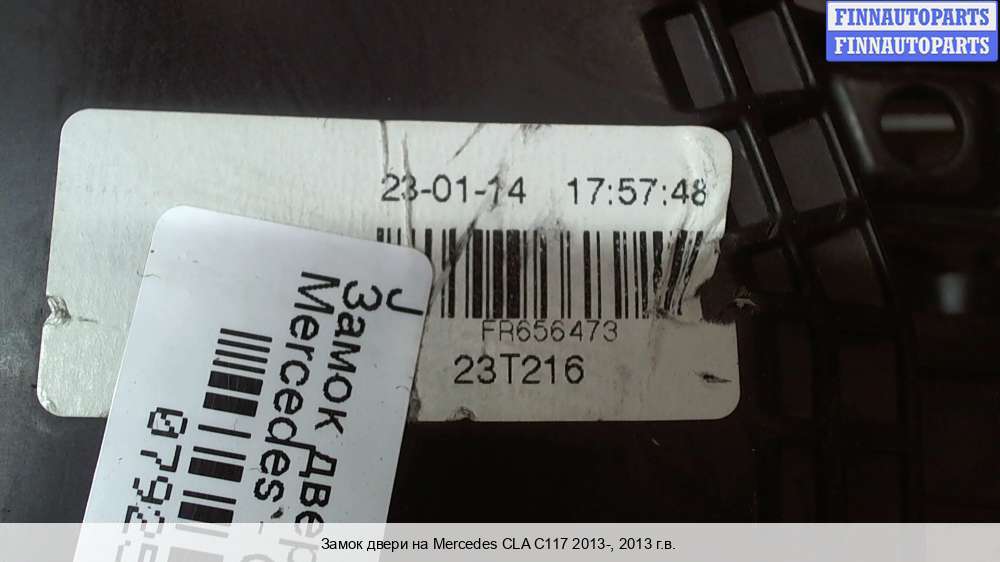 FINNAUTOPARTS
FINNAUTOPARTS
23-01-14 17:57:48
FR656473
23T216
J
Замок две
Mercedes
079
Замок двери на Mercedes CLA C117 2013-, 2013 г.в.